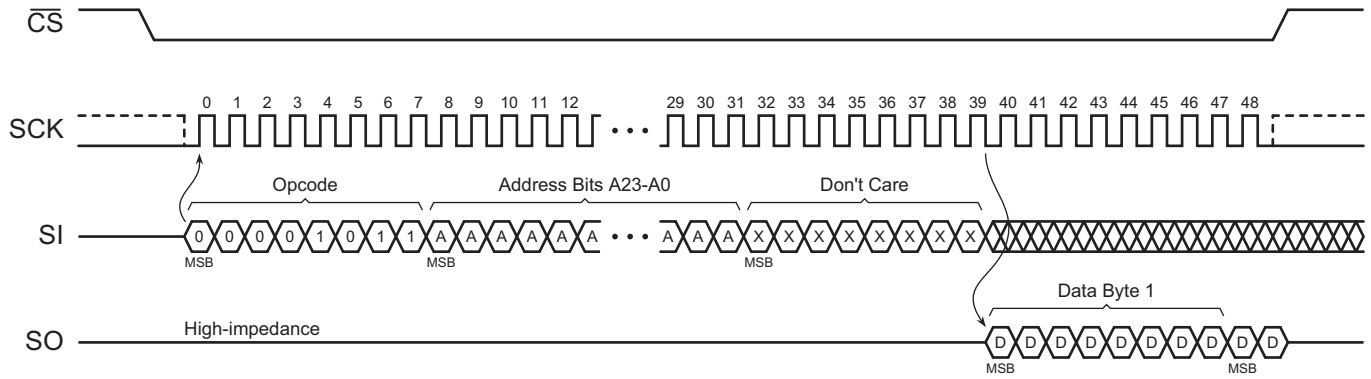 C̅S̅
0 1 2 3 4 5 6 7 8 9 10 11 12 29 30 31 32 33 34 35 36 37 38 39 40 41 42 43 44 45 46 47 48
SCK
Opcode Address Bits A23-A0 Don't Care
SI 0 0 0 0 1 0 1 1 A A A A A A A A A X X X X X X X X
MSB MSB MSB
Data Byte 1
High-impedance
SO D D D D D D D D D D
MSB MSB